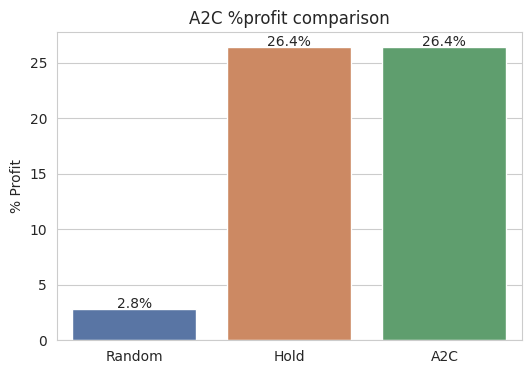 A2C %profit comparison
% Profit
25
20
15
10
5
0
2.8%
26.4%
26.4%
Random
Hold
A2C